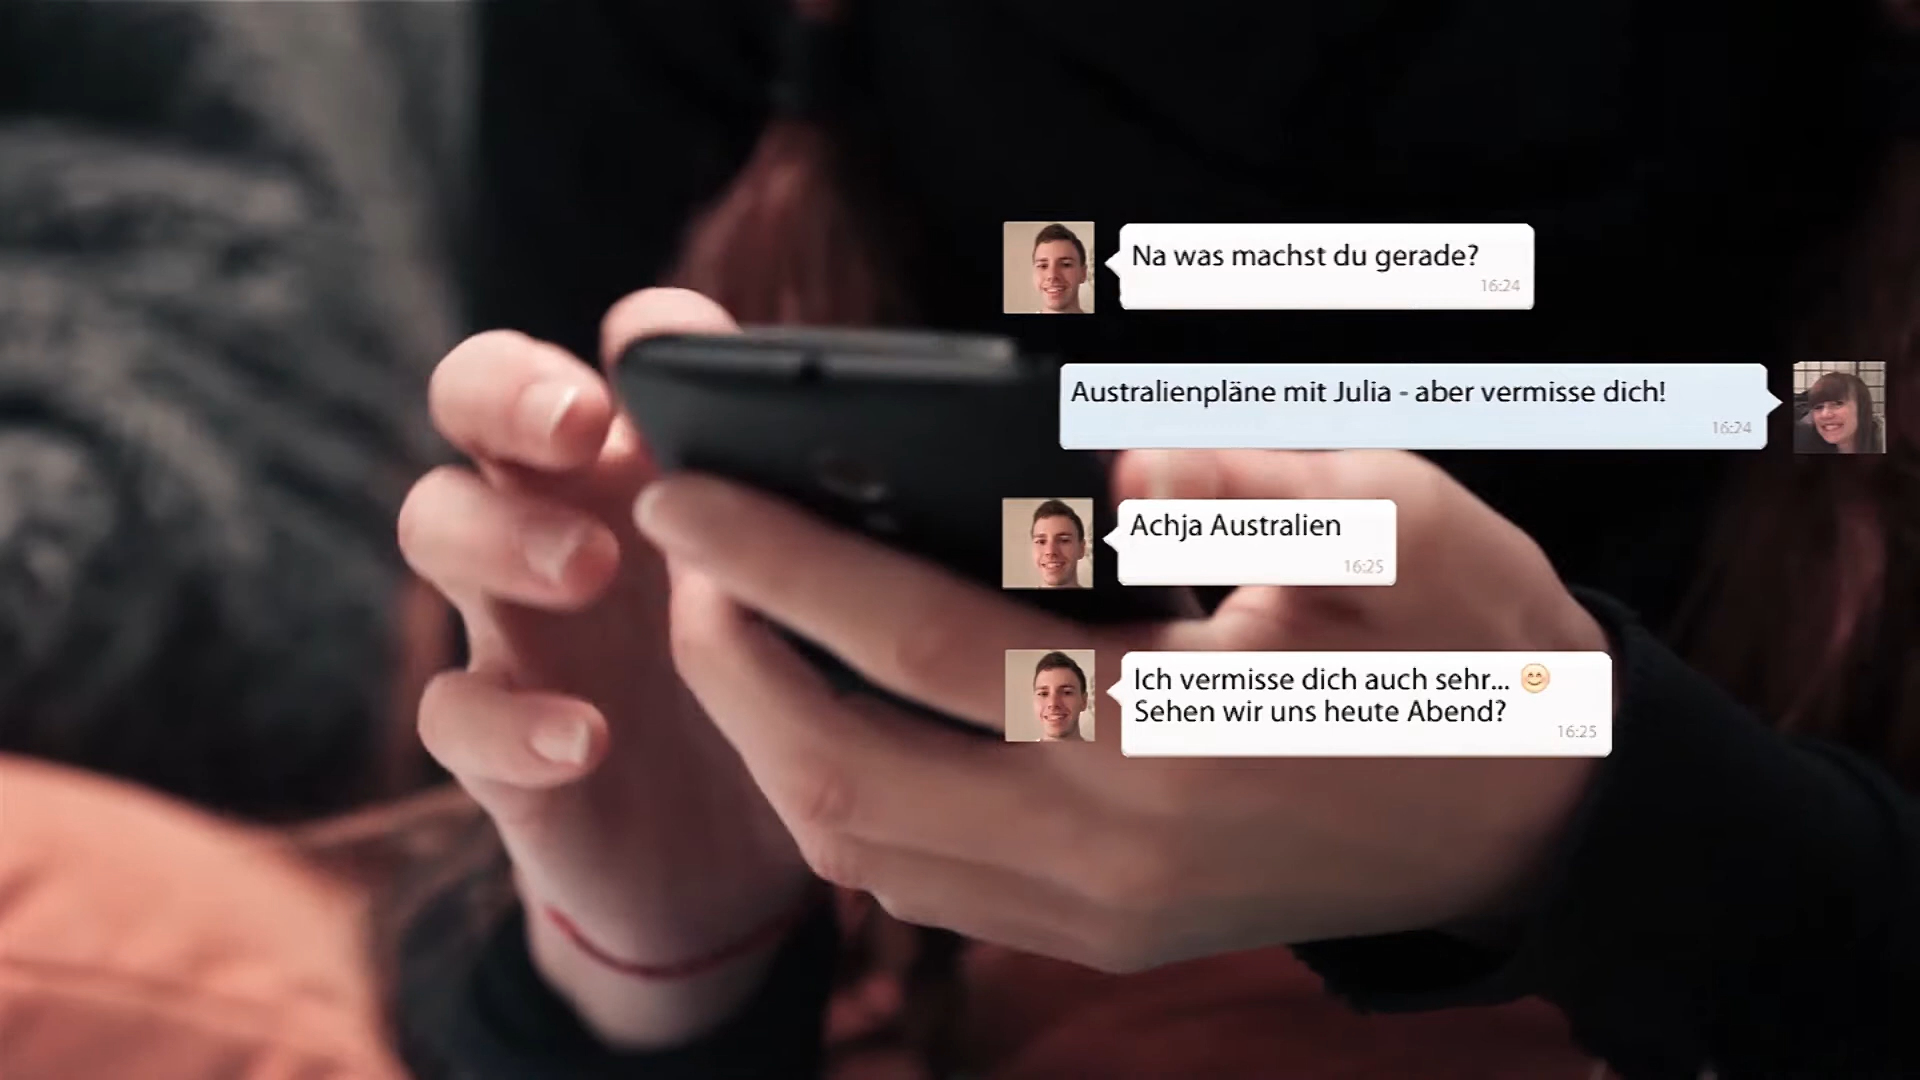 Na was machst du gerade?
16:24
Australienpläne mit Julia - aber vermisse dich!
16:24
Achja Australien
16:25
Ich vermisse dich auch sehr... 😊
Sehen wir uns heute Abend?
16:25